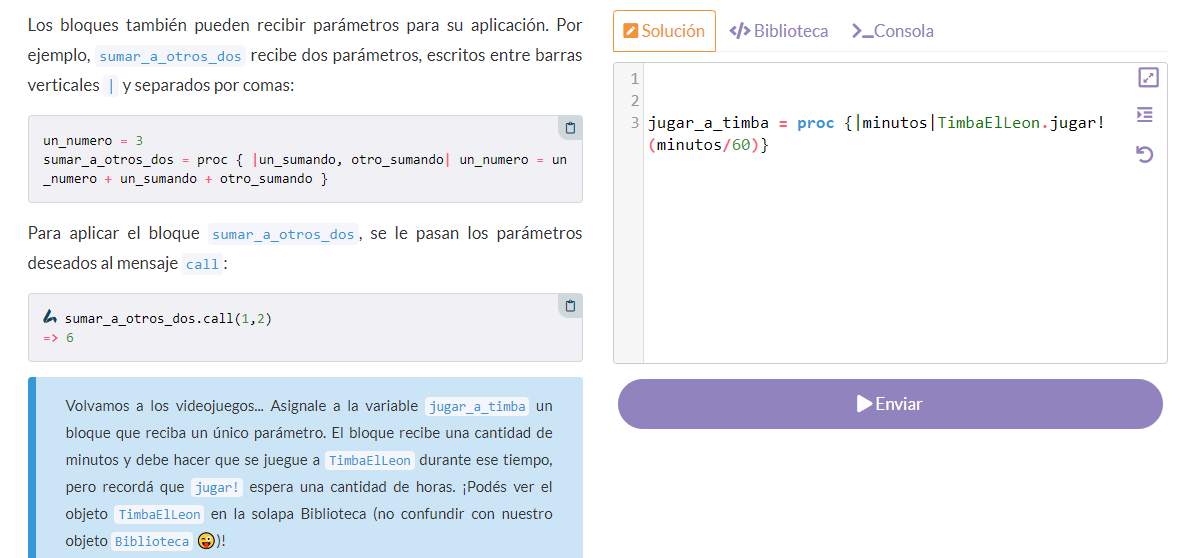 Los bloques también pueden recibir parámetros para su aplicación. Por
ejemplo, sumar_a_otros_dos recibe dos parámetros, escritos entre barras
verticales | y separados por comas:
un_numero = 3
sumar_a_otros_dos = proc { |un_sumando, otro_sumando| un_numero = un
_numero + un_sumando + otro_sumando }
Para aplicar el bloque sumar_a_otros_dos, se le pasan los parámetros
deseados al mensaje call:
sumar_a_otros_dos.call(1,2)
=> 6
Volvamos a los videojuegos... Asignale a la variable jugar_a_timba un
bloque que reciba un único parámetro. El bloque recibe una cantidad de
minutos y debe hacer que se juegue a TimbaElLeon durante ese tiempo,
pero recordá que jugar! espera una cantidad de horas. ¡Podés ver el
objeto TimbaElLeon en la solapa Biblioteca (no confundir con nuestro
objeto Biblioteca 😜)!
Solución </> Biblioteca >_Consola
1
2
3 jugar_a_timba = proc {|minutos|TimbaElLeon.jugar!
(minutos/60)}
Enviar